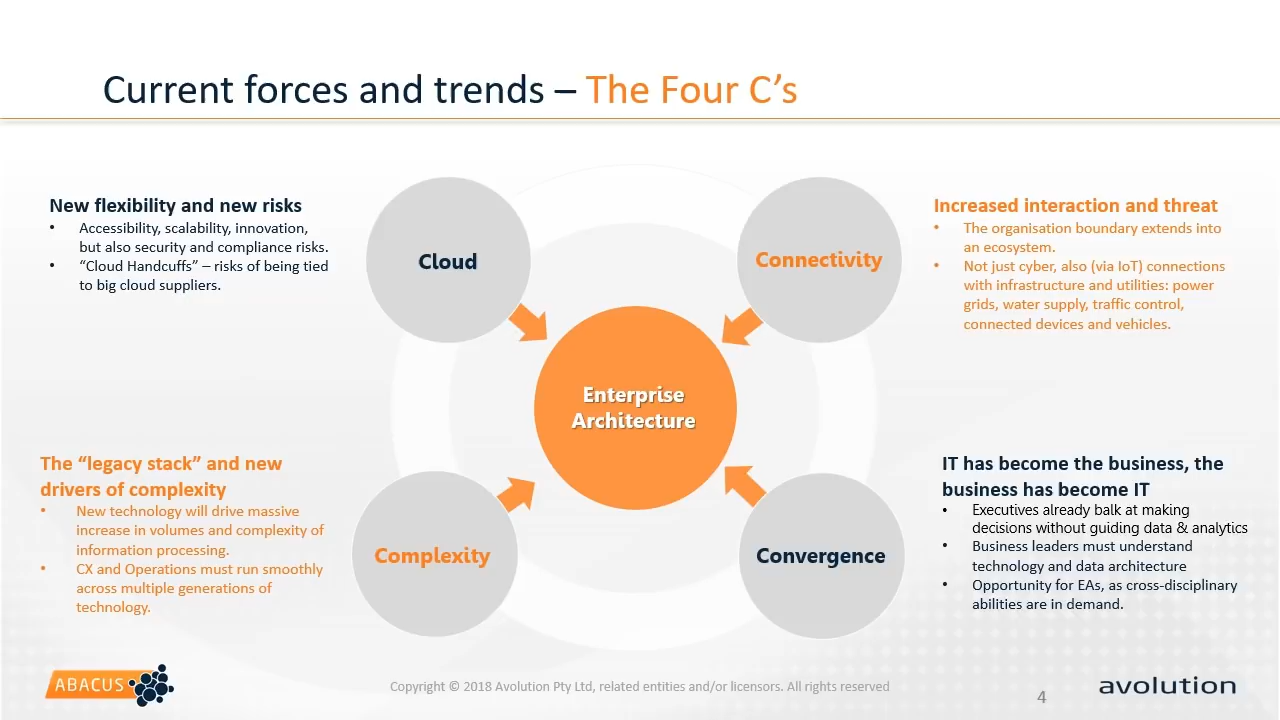 Current forces and trends – The Four C’s
New flexibility and new risks
• Accessibility, scalability, innovation,
but also security and compliance risks.
• “Cloud Handcuffs” – risks of being tied
to big cloud suppliers.
Cloud
Connectivity
Increased interaction and threat
• The organisation boundary extends into
an ecosystem.
• Not just cyber, also (via IoT) connections
with infrastructure and utilities: power
grids, water supply, traffic control,
connected devices and vehicles.
Enterprise
Architecture
The “legacy stack” and new
drivers of complexity
• New technology will drive massive
increase in volumes and complexity of
information processing.
• CX and Operations must run smoothly
across multiple generations of
technology.
Complexity
Convergence
IT has become the business, the
business has become IT
• Executives already balk at making
decisions without guiding data & analytics
• Business leaders must understand
technology and data architecture
• Opportunity for EAs, as cross-disciplinary
abilities are in demand.
ABACUS
Copyright © 2018 Avolution Pty Ltd, related entities and/or licensors. All rights reserved
4
avolution